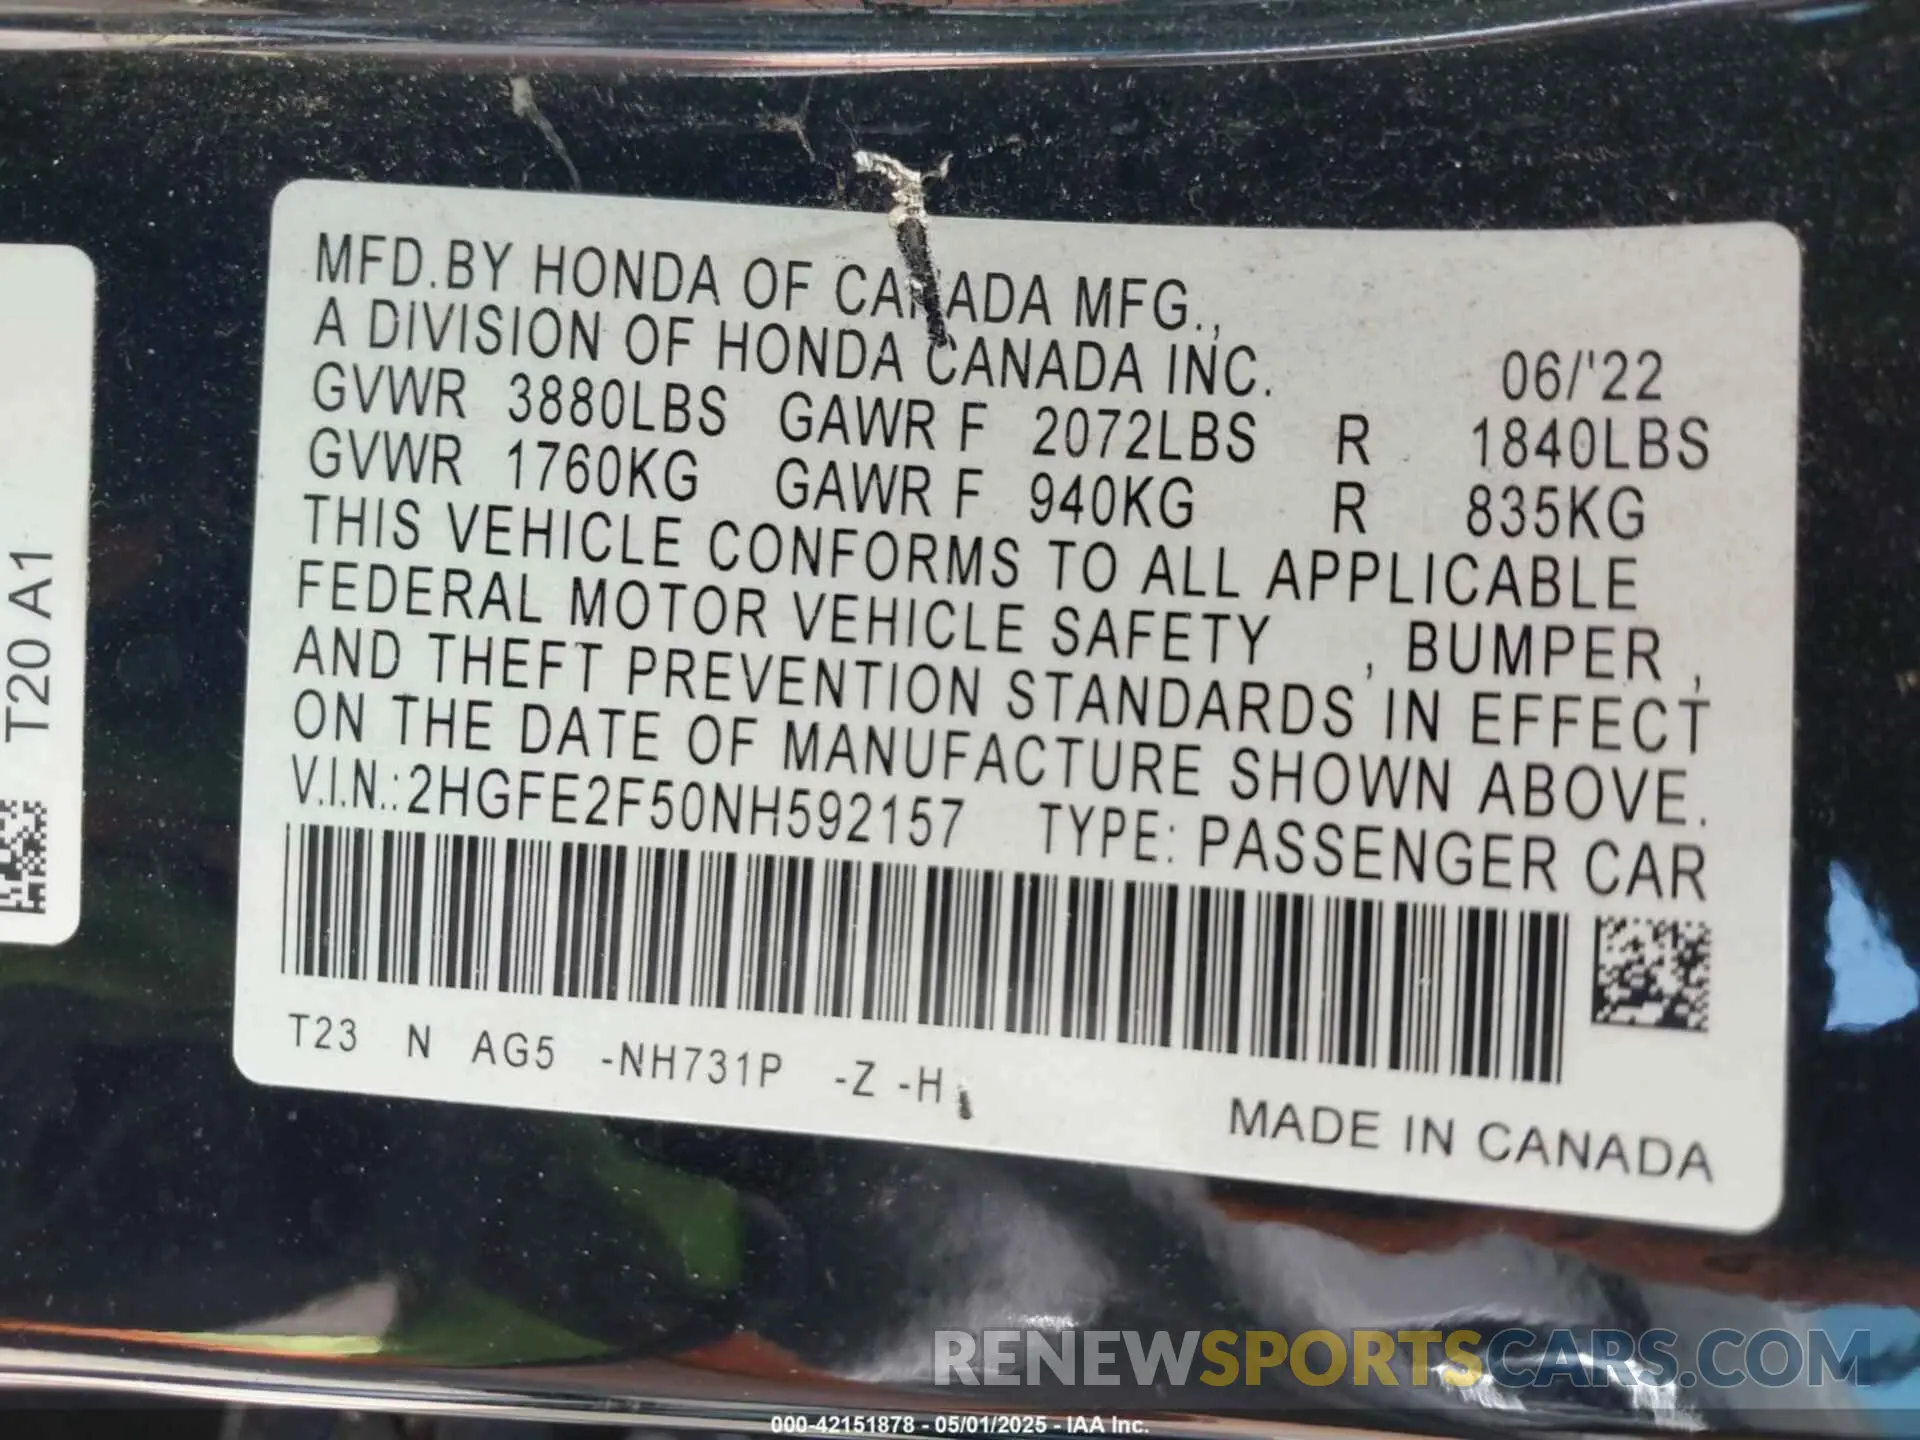 MFD.BY HONDA OF CANADA MFG.,
A DIVISION OF HONDA CANADA INC. 06/'22
GVWR 3880LBS GAWR F 2072LBS R 1840LBS
GVWR 1760KG GAWR F 940KG R 835KG
THIS VEHICLE CONFORMS TO ALL APPLICABLE
FEDERAL MOTOR VEHICLE SAFETY , BUMPER ,
AND THEFT PREVENTION STANDARDS IN EFFECT
ON THE DATE OF MANUFACTURE SHOWN ABOVE.
V.I.N.:2HGFE2F50NH592157 TYPE: PASSENGER CAR
T23 N AG5 -NH731P -Z -H
MADE IN CANADA
T20 A1
RENEWSPORTSCARS.COM
000-42151878 - 05/01/2025 - IAA Inc.